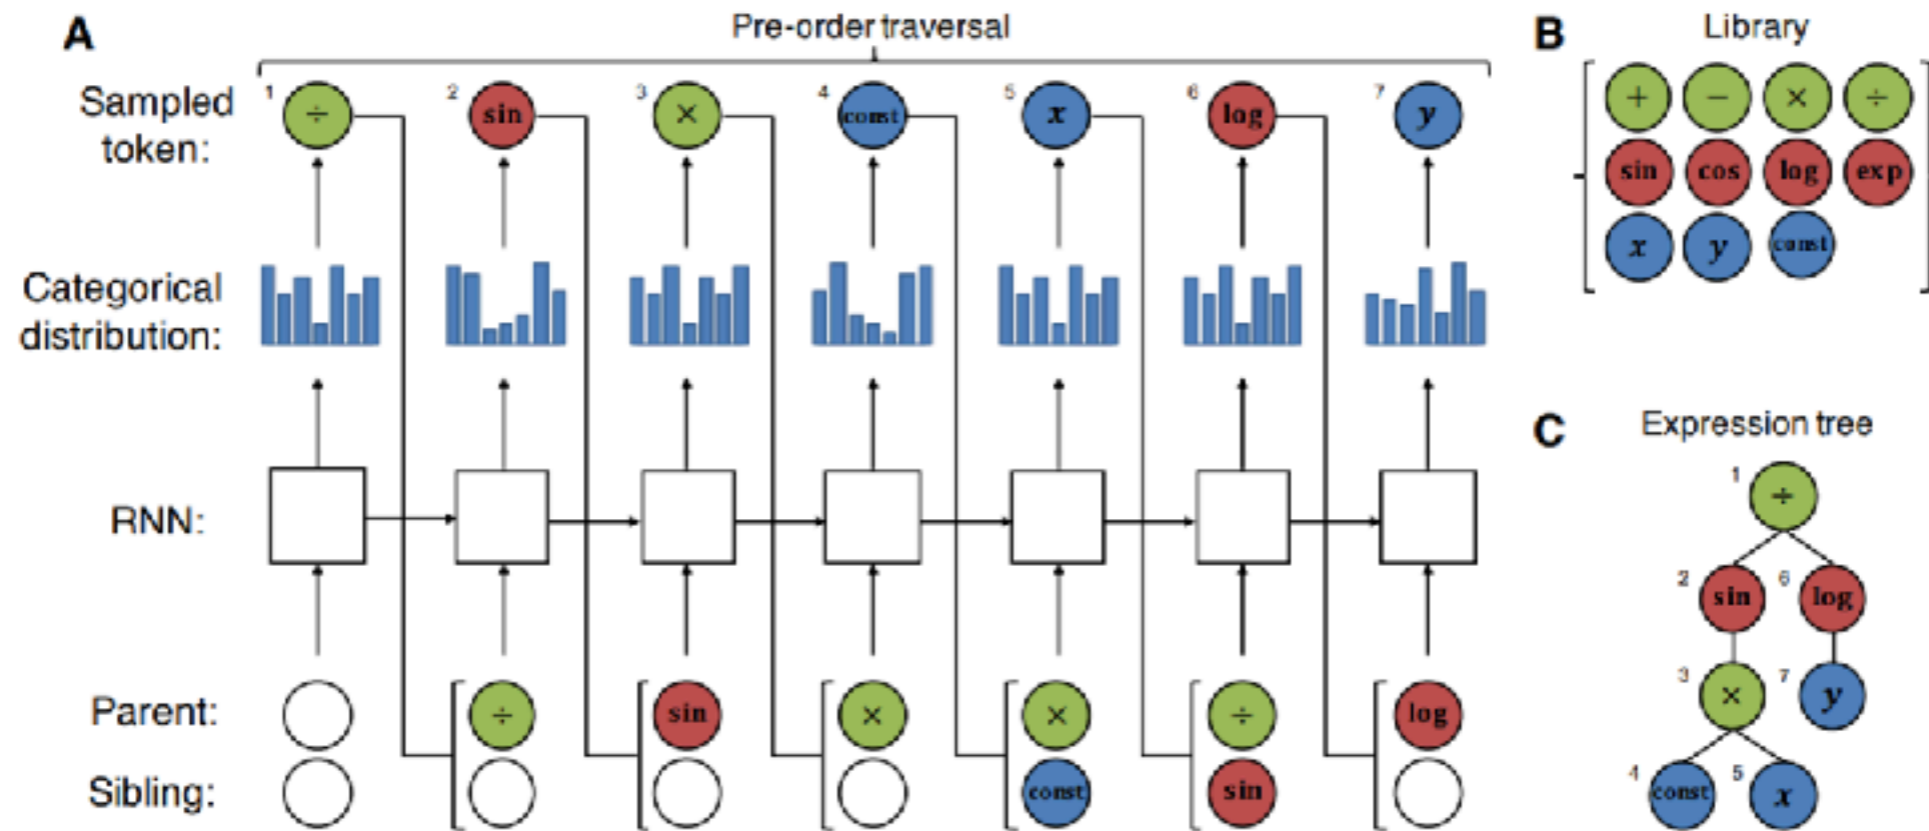 A
Pre-order traversal
Sampled
token:
1 ÷ 2 sin 3 × 4 const 5 x 6 log 7 y
Categorical
distribution:
RNN:
Parent: ÷ sin × × ÷ log
Sibling: const sin
B
Library
+ − × ÷
sin cos log exp
x y const
C
Expression tree
1 ÷
2 sin 6 log
3 × 7 y
4 const 5 x